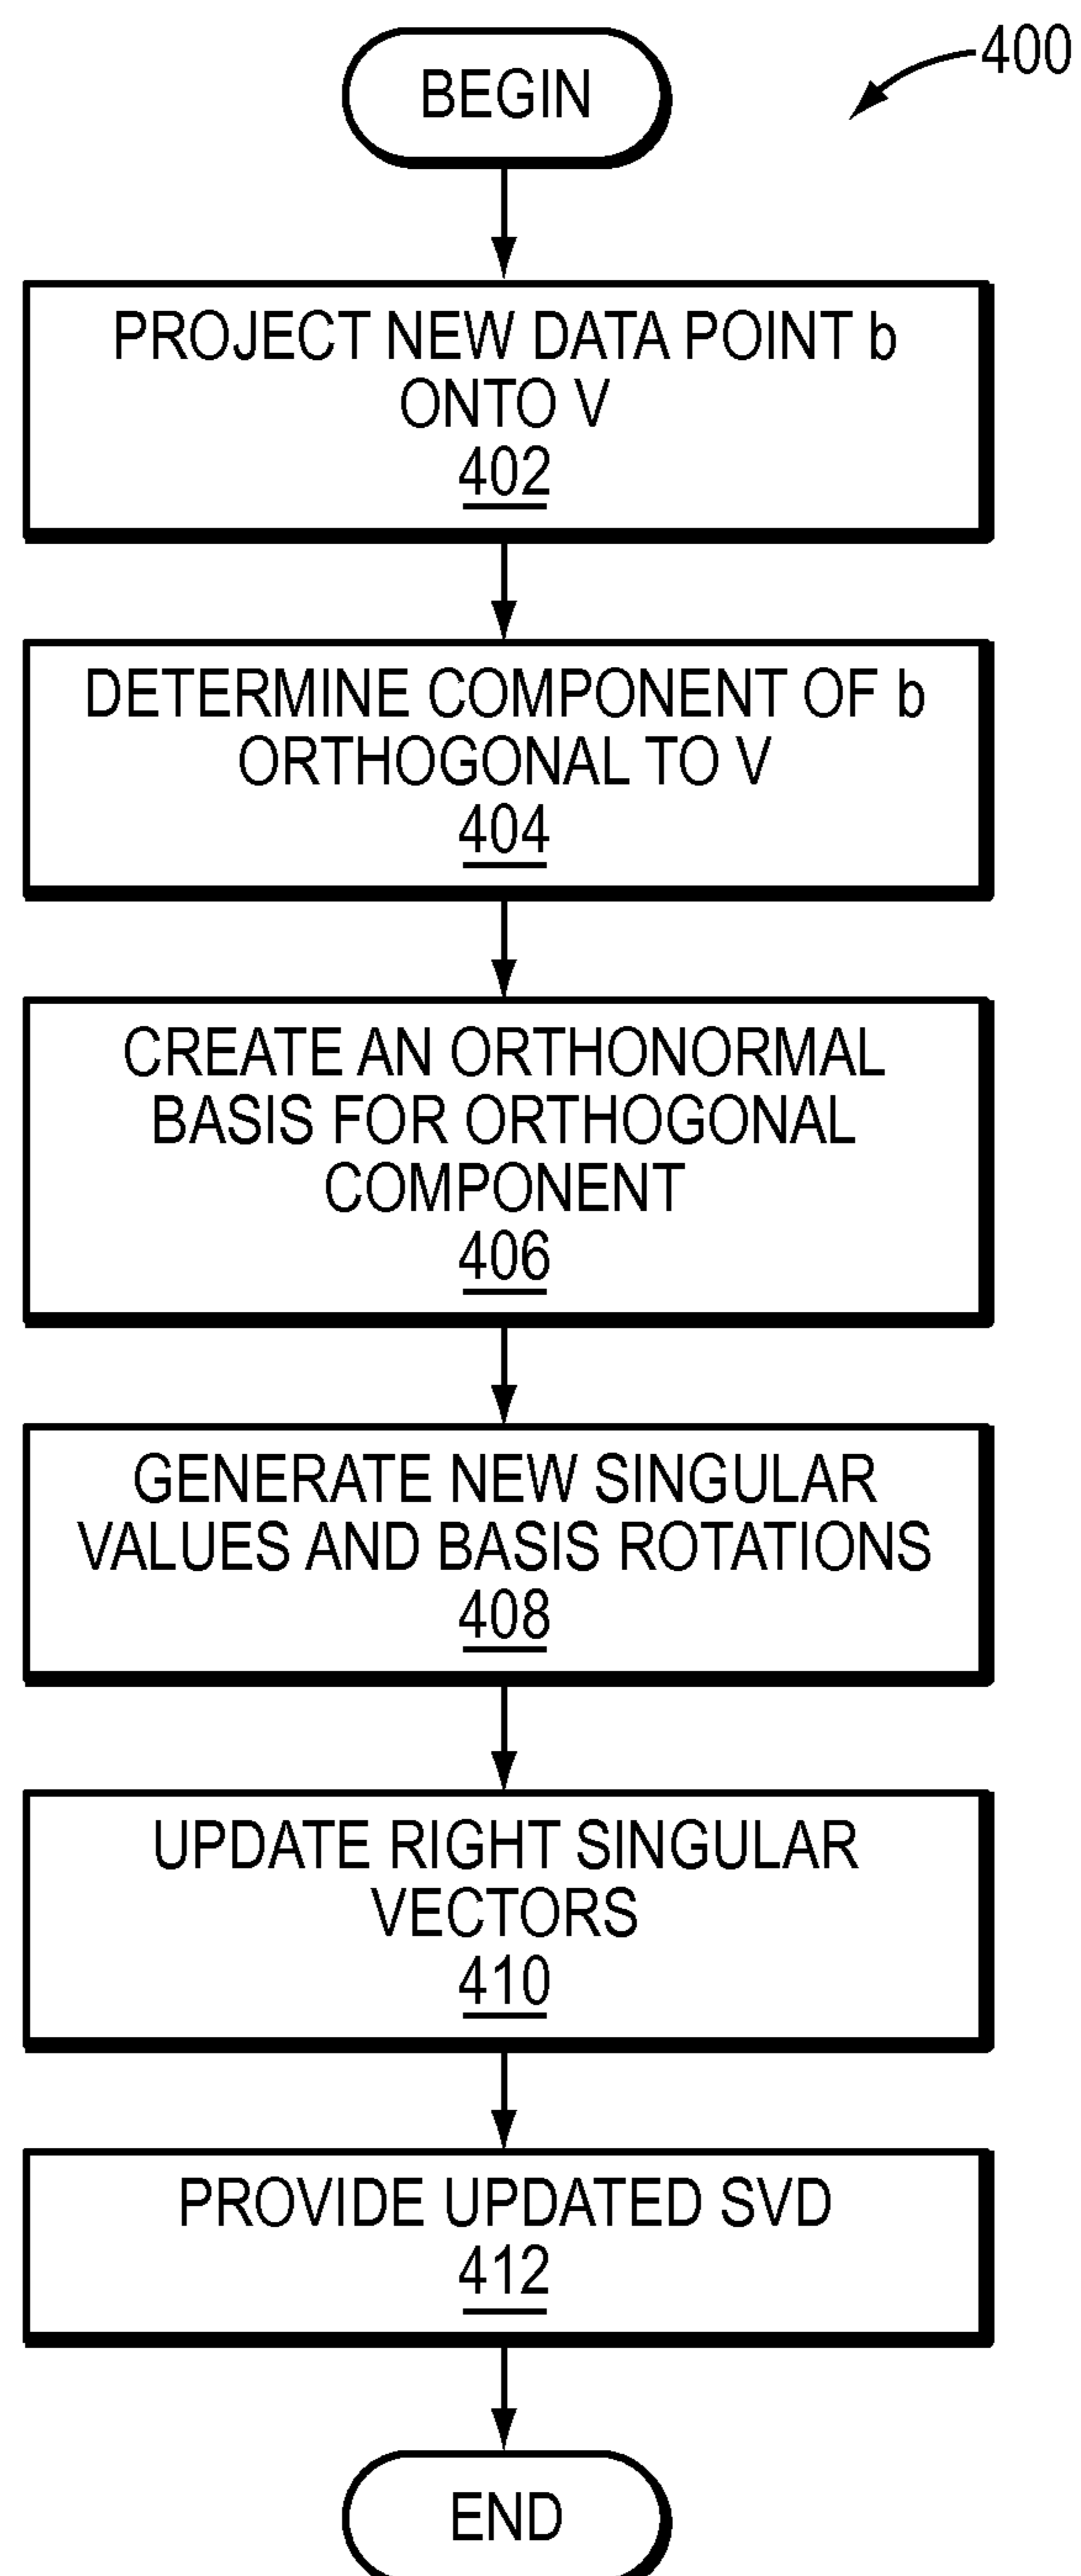 400
BEGIN
PROJECT NEW DATA POINT b
ONTO V
402
DETERMINE COMPONENT OF b
ORTHOGONAL TO V
404
CREATE AN ORTHONORMAL
BASIS FOR ORTHOGONAL
COMPONENT
406
GENERATE NEW SINGULAR
VALUES AND BASIS ROTATIONS
408
UPDATE RIGHT SINGULAR
VECTORS
410
PROVIDE UPDATED SVD
412
END